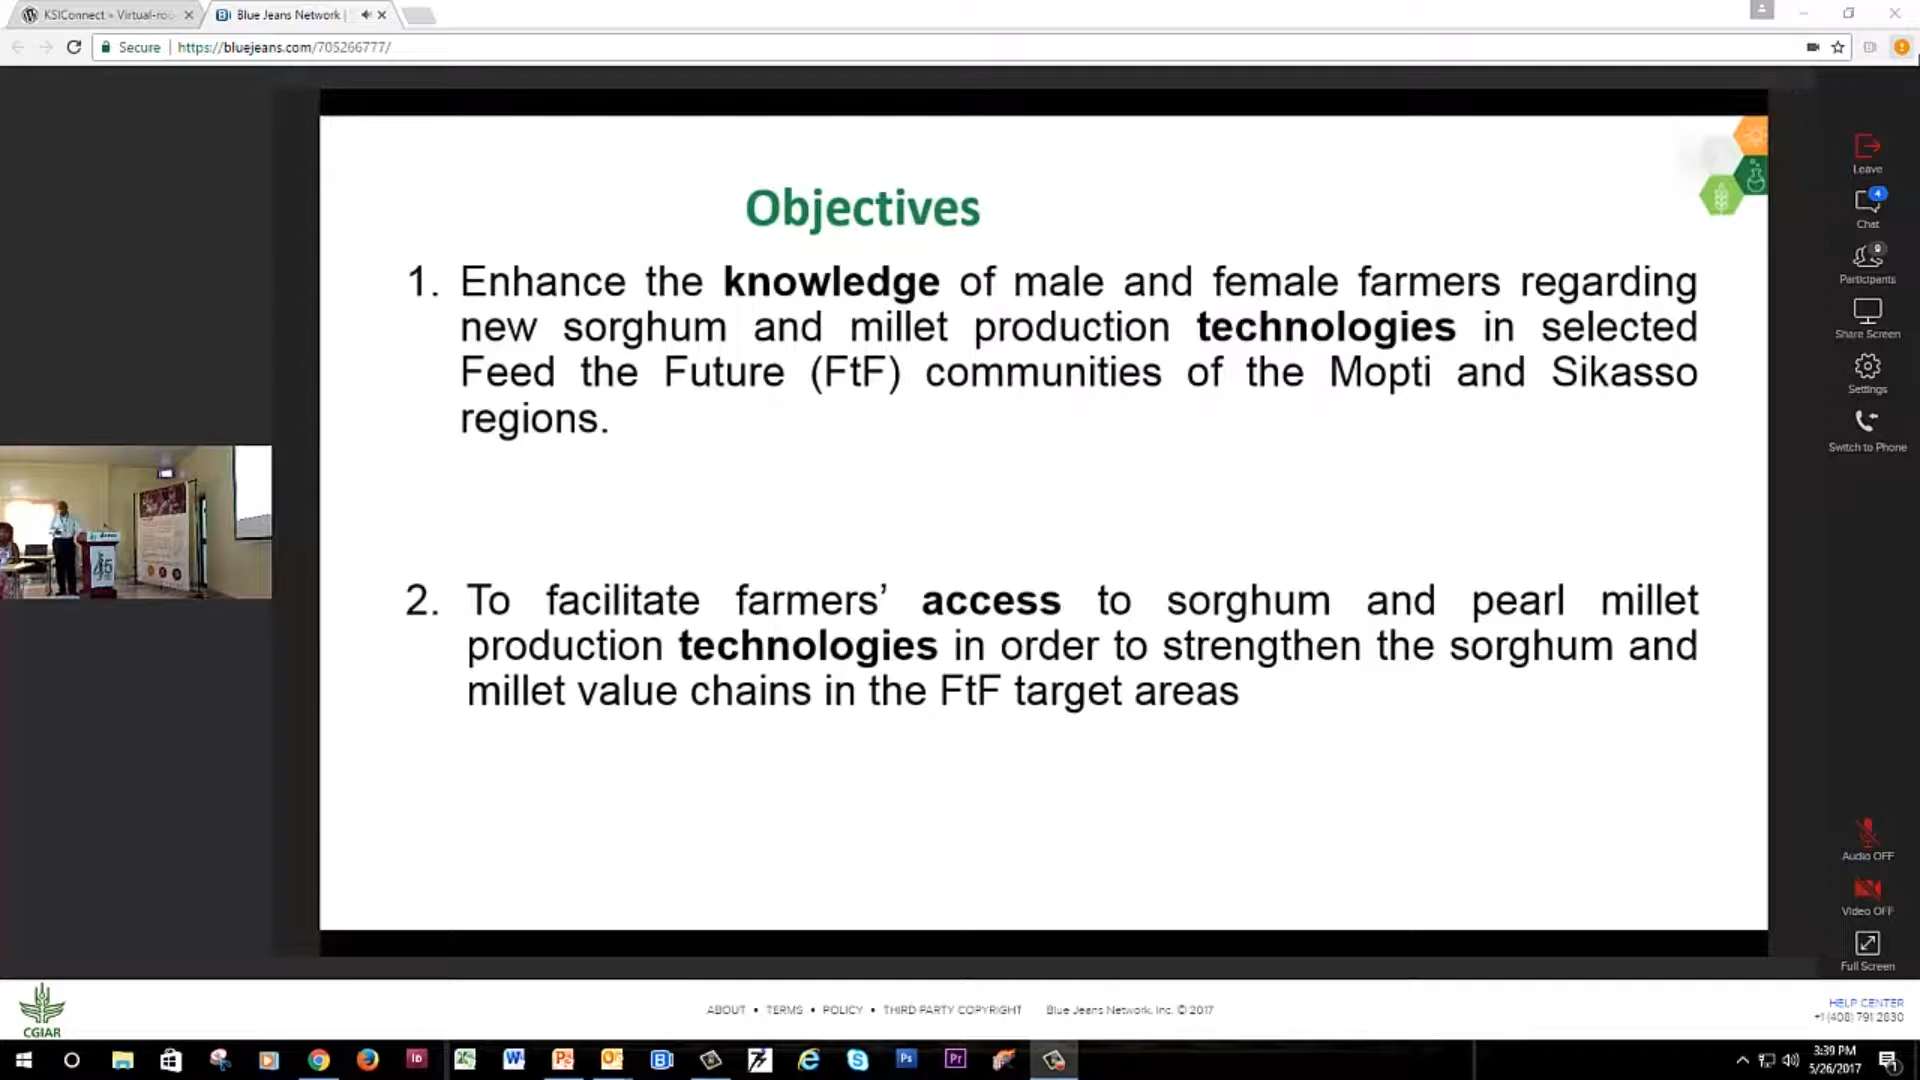 KSIConnect » Virtual-roo
Blue Jeans Network |
Secure | https://bluejeans.com/705266777/
Objectives
1. Enhance the knowledge of male and female farmers regarding
new sorghum and millet production technologies in selected
Feed the Future (FtF) communities of the Mopti and Sikasso
regions.
2. To facilitate farmers’ access to sorghum and pearl millet
production technologies in order to strengthen the sorghum and
millet value chains in the FtF target areas
Leave
4
Chat
9
Participants
Share Screen
Settings
Switch to Phone
Audio OFF
Video OFF
Full Screen
CGIAR
ABOUT • TERMS • POLICY • THIRD PARTY COPYRIGHT Blue Jeans Network, Inc. © 2017
HELP CENTER
+1 (408) 791 2830
3:39 PM
5/26/2017